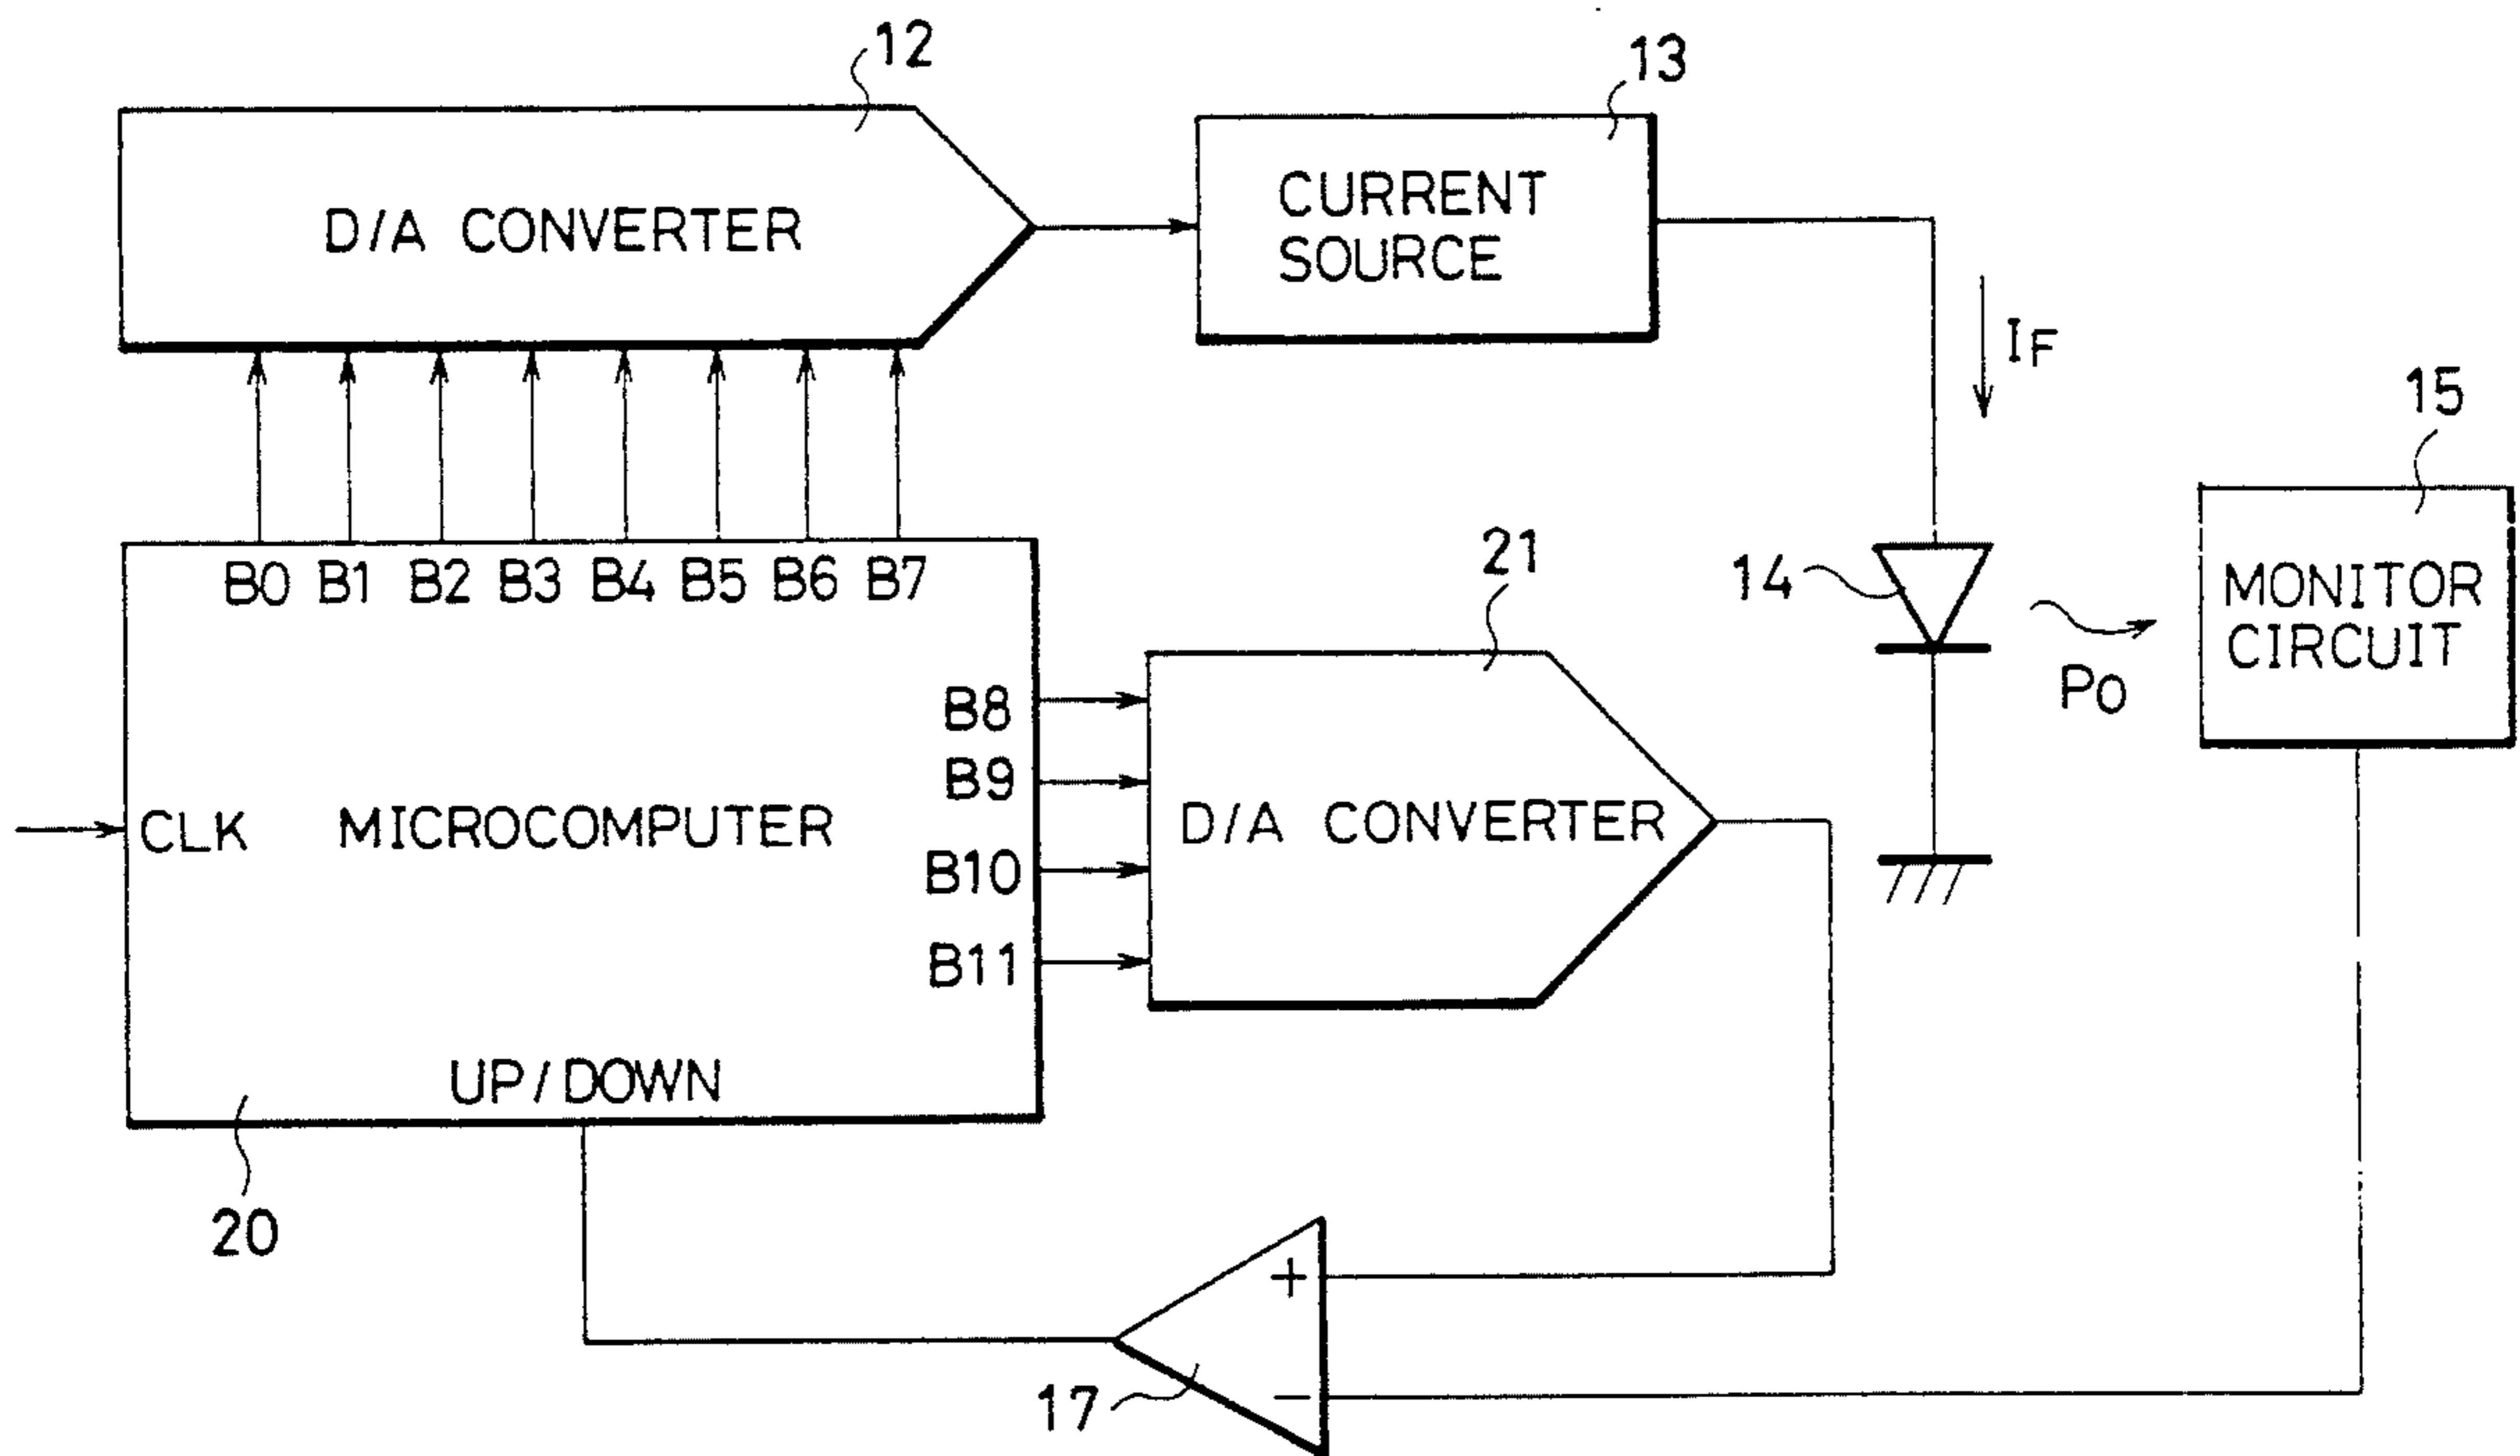 12
13
D/A CONVERTER
CURRENT
SOURCE
IF
15
B0 B1 B2 B3 B4 B5 B6 B7
21
14
MONITOR
CIRCUIT
PO
B8
B9
CLK
MICROCOMPUTER
D/A CONVERTER
B10
B11
UP/DOWN
20
+
−
17